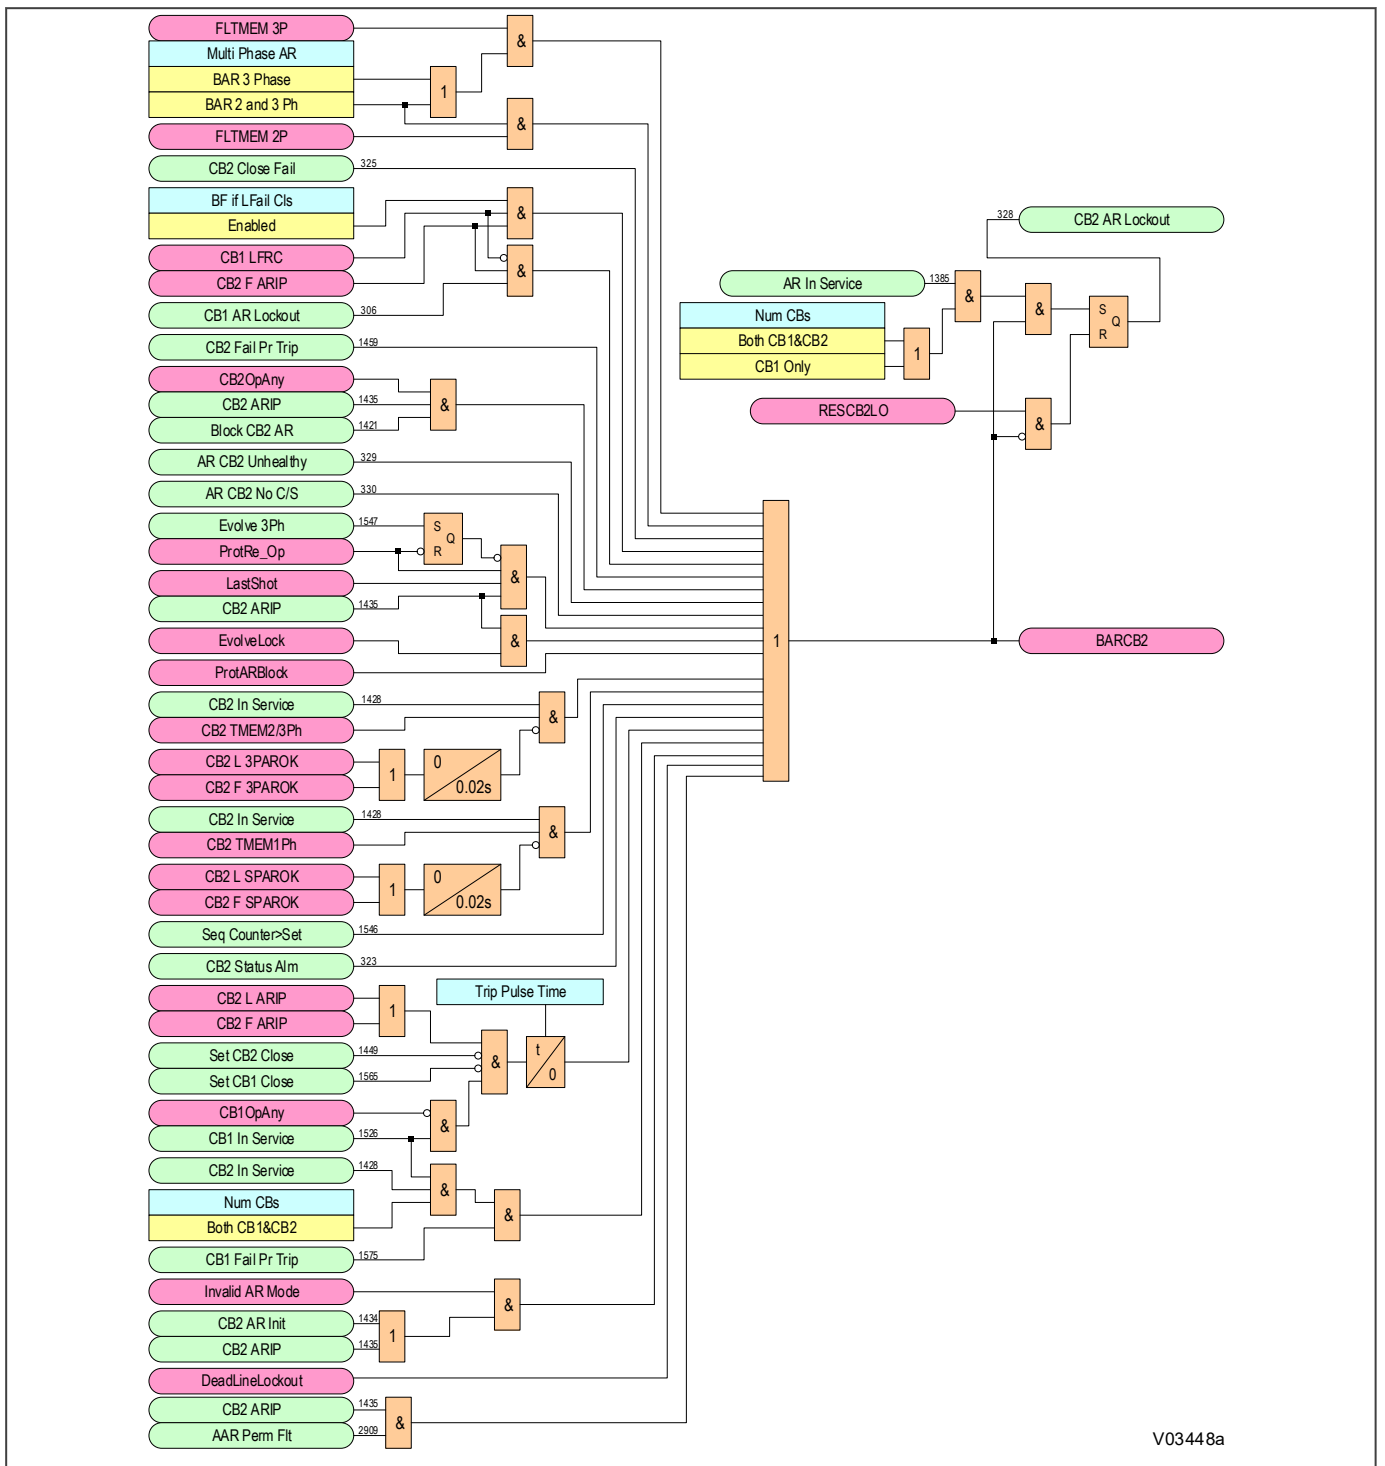 FLTMEM 3P
&
Multi Phase AR
BAR 3 Phase
1
BAR 2 and 3 Ph
&
FLTMEM 2P
CB2 Close Fail 325
BF if LFail Cls
Enabled
&
CB1 LFRC
CB2 F ARIP
&
CB1 AR Lockout 306
CB2 Fail Pr Trip 1459
CB2OpAny
CB2 ARIP 1435
&
Block CB2 AR 1421
AR CB2 Unhealthy 329
AR CB2 No C/S 330
Evolve 3Ph 1547
S
Q
R
ProtRe_Op
&
LastShot
CB2 ARIP 1435
EvolveLock
&
ProtARBlock
CB2 In Service 1428
&
CB2 TMEM2/3Ph
CB2 L 3PAROK
1
0
0.02s
CB2 F 3PAROK
CB2 In Service 1428
&
CB2 TMEM1Ph
CB2 L SPAROK
1
0
0.02s
CB2 F SPAROK
Seq Counter>Set 1546
CB2 Status Alm 323
CB2 L ARIP
1
CB2 F ARIP
Trip Pulse Time
Set CB2 Close 1449
&
t
0
Set CB1 Close 1565
CB1OpAny
&
CB1 In Service 1526
CB2 In Service 1428
&
Num CBs
Both CB1&CB2
&
CB1 Fail Pr Trip 1575
Invalid AR Mode
&
CB2 AR Init 1434
1
CB2 ARIP 1435
DeadLineLockout
CB2 ARIP 1435
&
AAR Perm Flt 2909
1
328 CB2 AR Lockout
AR In Service 1385
&
&
S
Q
R
Num CBs
Both CB1&CB2
1
CB1 Only
RESCB2LO
&
BARCB2
V03448a